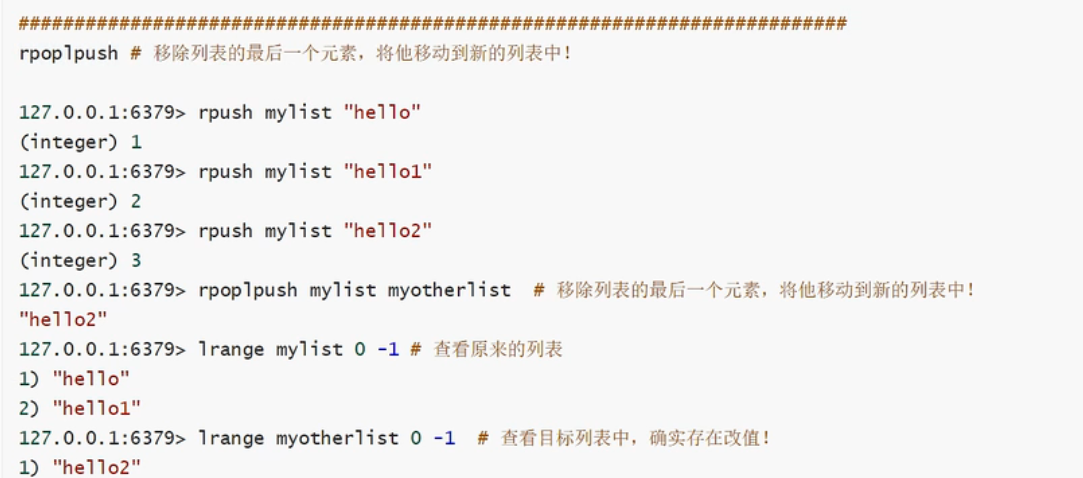 ##########################################################################
rpoplpush # 移除列表的最后一个元素，将他移动到新的列表中！
127.0.0.1:6379> rpush mylist "hello"
(integer) 1
127.0.0.1:6379> rpush mylist "hello1"
(integer) 2
127.0.0.1:6379> rpush mylist "hello2"
(integer) 3
127.0.0.1:6379> rpoplpush mylist myotherlist # 移除列表的最后一个元素，将他移动到新的列表中！
"hello2"
127.0.0.1:6379> lrange mylist 0 -1 # 查看原来的列表
1) "hello"
2) "hello1"
127.0.0.1:6379> lrange myotherlist 0 -1 # 查看目标列表中，确实存在改值！
1) "hello2"